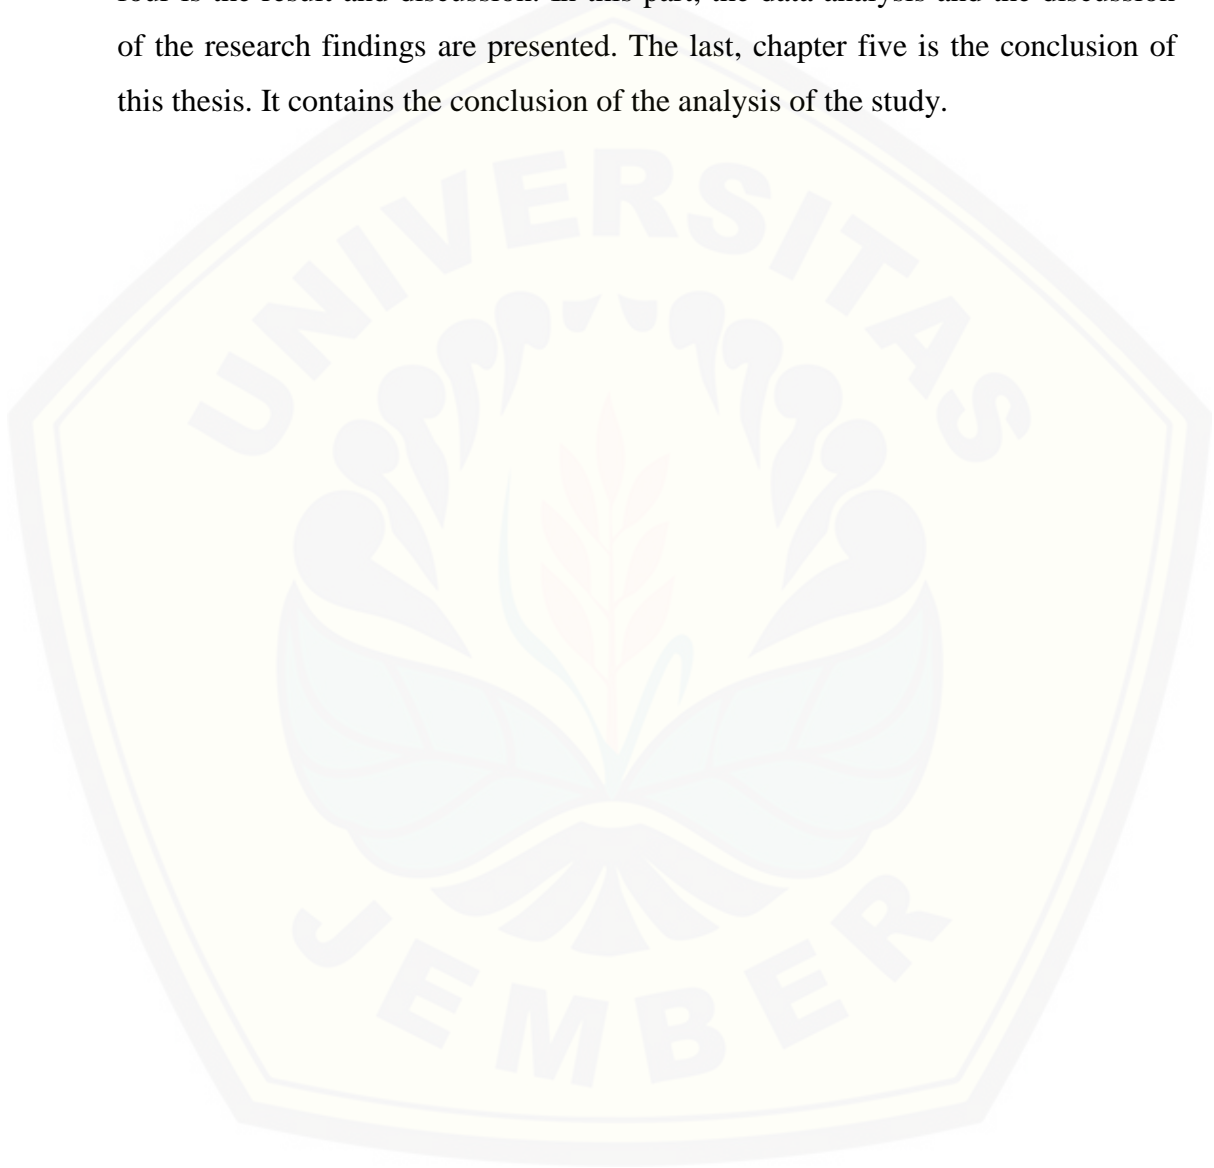 four is the result and discussion. In this part, the data analysis and the discussion
of the research findings are presented. The last, chapter five is the conclusion of
this thesis. It contains the conclusion of the analysis of the study.
UNIVERSITAS
JEMBER